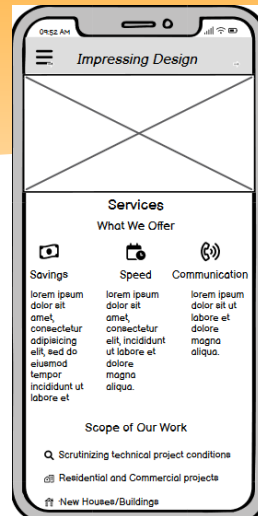 09:52 AM
Impressing Design
Services
What We Offer
Savings Speed Communication
lorem ipsum
dolor sit
amet,
consectetur
adipisicing
elit, sed do
eiusmod
tempor
incididunt ut
labore et
lorem ipsum
dolor sit
amet,
consectetur
elit, incididunt
ut labore et
dolore
magna
aliqua.
lorem ipsum
dolor sit ut
labore et
dolore
magna
aliqua.
Scope of Our Work
Scrutinizing technical project conditions
Residential and Commercial projects
New Houses/Buildings